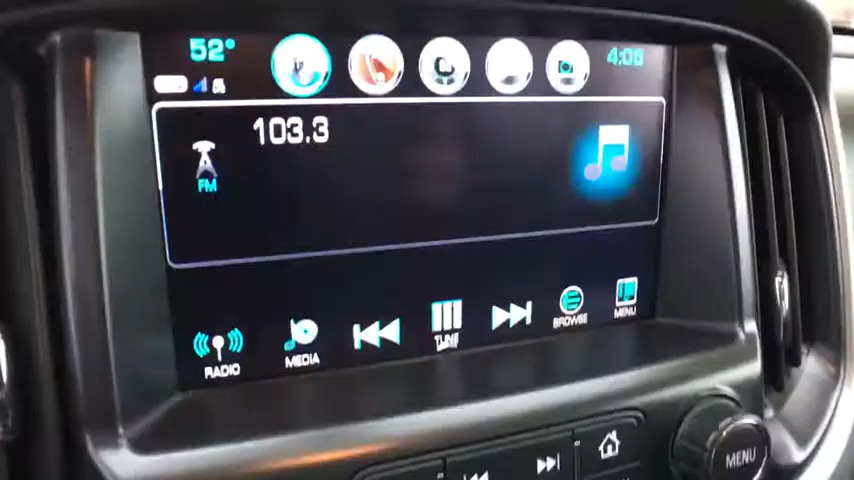 52° 4:05
103.3
FM
RADIO MEDIA TUNE BROWSE MENU
MENU